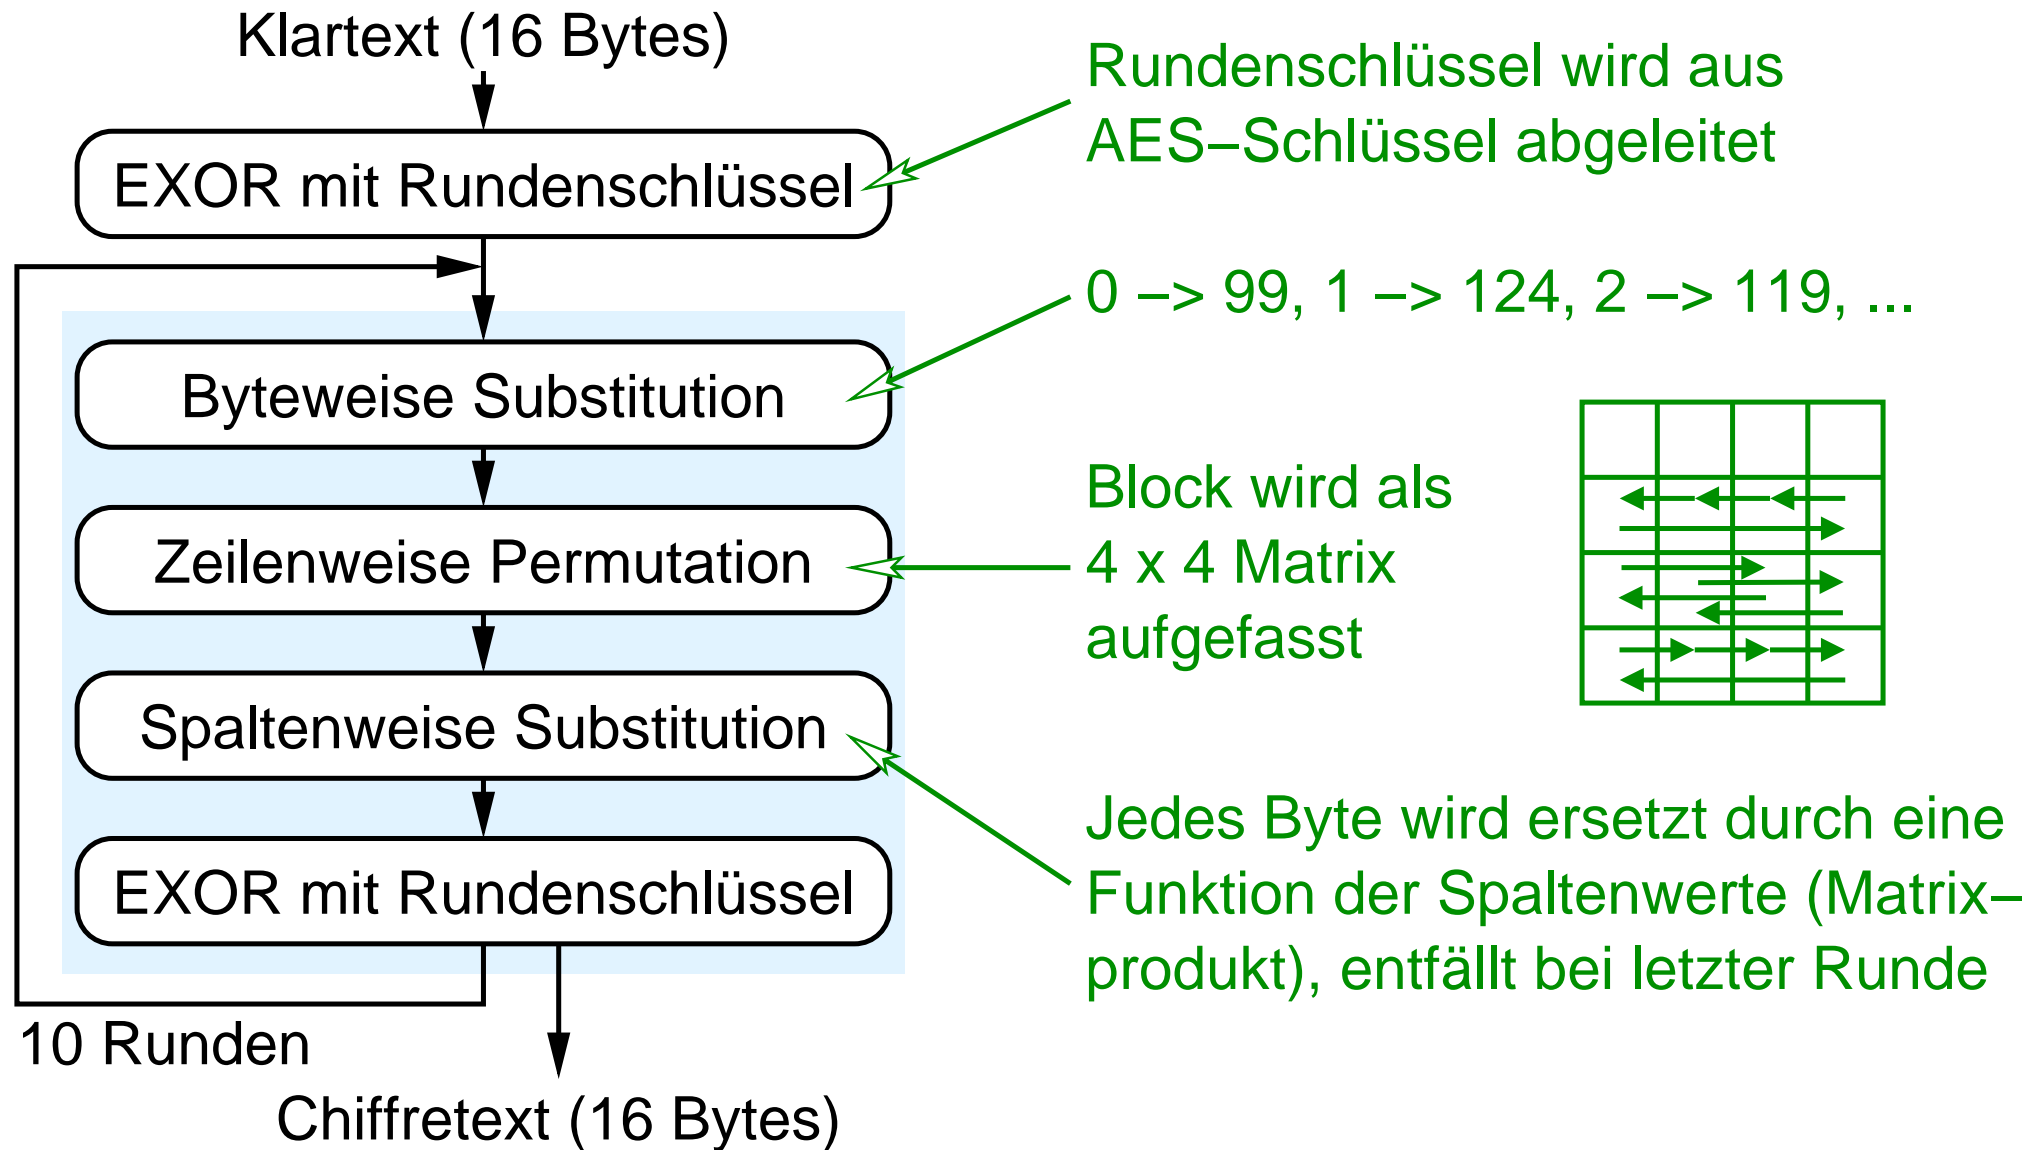 Klartext (16 Bytes)
EXOR mit Rundenschlüssel
Rundenschlüssel wird aus
AES–Schlüssel abgeleitet
Byteweise Substitution
0 –> 99, 1 –> 124, 2 –> 119, ...
Zeilenweise Permutation
Block wird als
4 x 4 Matrix
aufgefasst
Spaltenweise Substitution
Jedes Byte wird ersetzt durch eine
Funktion der Spaltenwerte (Matrix–
produkt), entfällt bei letzter Runde
EXOR mit Rundenschlüssel
10 Runden
Chiffretext (16 Bytes)